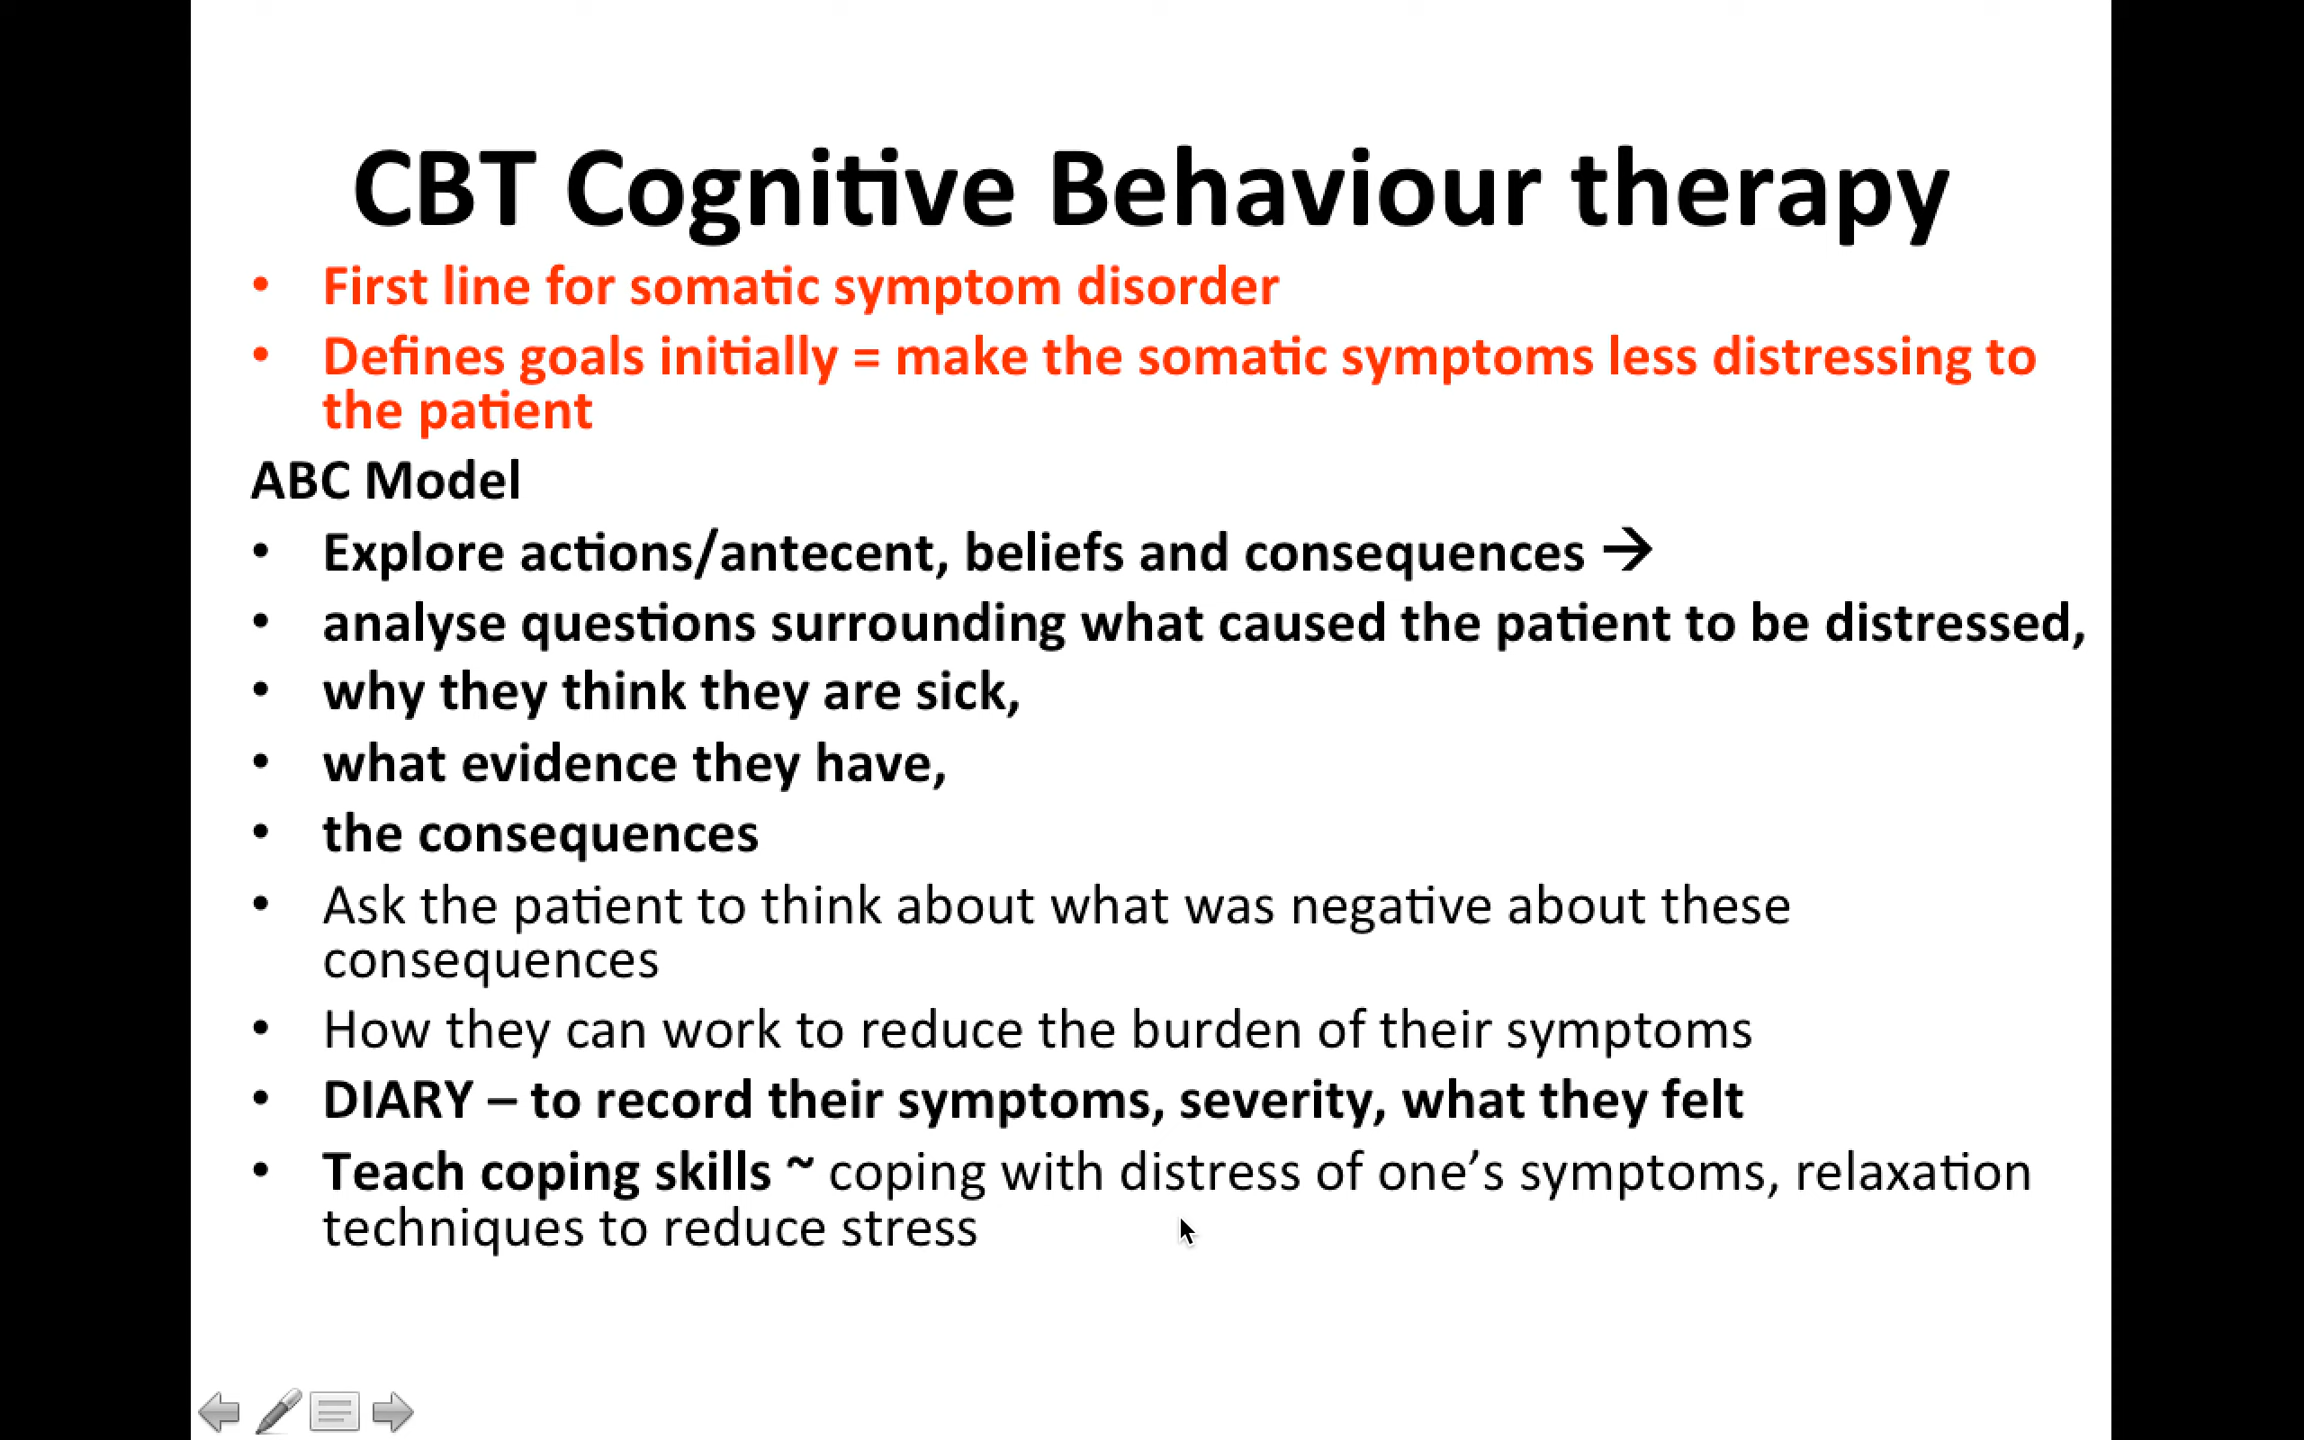 CBT Cognitive Behaviour therapy
• First line for somatic symptom disorder
• Defines goals initially = make the somatic symptoms less distressing to
the patient
ABC Model
• Explore actions/antecent, beliefs and consequences →
• analyse questions surrounding what caused the patient to be distressed,
• why they think they are sick,
• what evidence they have,
• the consequences
• Ask the patient to think about what was negative about these
consequences
• How they can work to reduce the burden of their symptoms
• DIARY – to record their symptoms, severity, what they felt
• Teach coping skills ~ coping with distress of one’s symptoms, relaxation
techniques to reduce stress